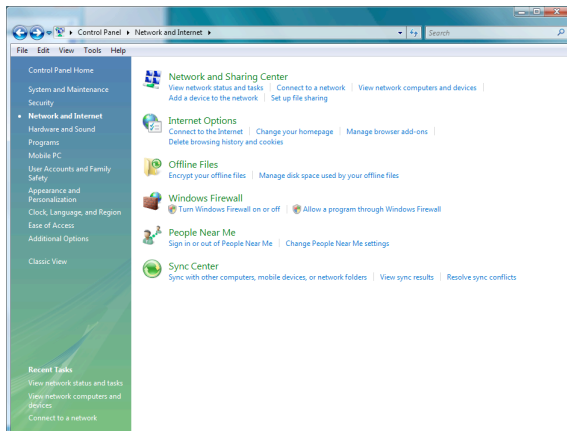 Control Panel ▸ Network and Internet ▸
Search
File Edit View Tools Help
Control Panel Home
System and Maintenance
Security
Network and Internet
Hardware and Sound
Programs
Mobile PC
User Accounts and Family
Safety
Appearance and
Personalization
Clock, Language, and Region
Ease of Access
Additional Options
Classic View
Recent Tasks
View network status and tasks
View network computers and
devices
Connect to a network
Network and Sharing Center
View network status and tasks | Connect to a network | View network computers and devices |
Add a device to the network | Set up file sharing
Internet Options
Connect to the Internet | Change your homepage | Manage browser add-ons |
Delete browsing history and cookies
Offline Files
Encrypt your offline files | Manage disk space used by your offline files
Windows Firewall
Turn Windows Firewall on or off | Allow a program through Windows Firewall
People Near Me
Sign in or out of People Near Me | Change People Near Me settings
Sync Center
Sync with other computers, mobile devices, or network folders | View sync results | Resolve sync conflicts